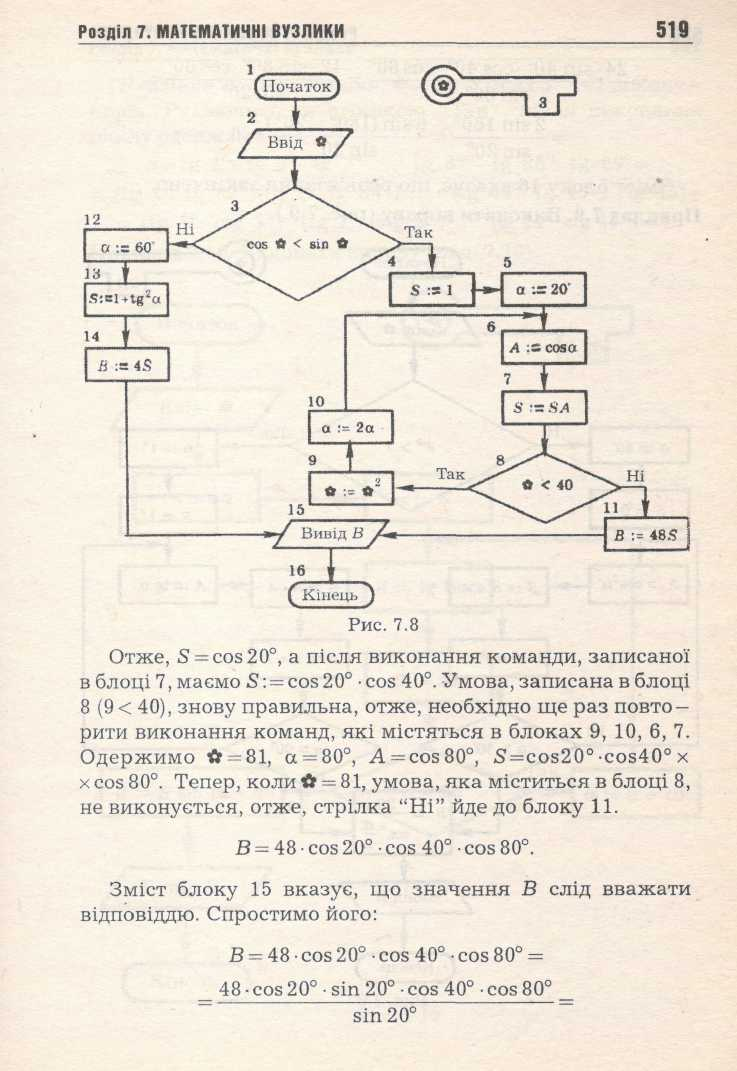 Розділ 7. МАТЕМАТИЧНІ ВУЗЛИКИ 519
1
Початок
3
2
Ввід ✿
3
cos ✿ < sin ✿
Ні
Так
12
α := 60°
13
S:=1+tg²α
14
B := 4S
4
S := 1
5
α := 20°
6
A := cosα
7
S := SA
8
✿ < 40
Так
Ні
9
✿ := ✿²
10
α := 2α
11
B := 48S
15
Вивід B
16
Кінець
Рис. 7.8
Отже, S = cos 20°, а після виконання команди, записаної
в блоці 7, маємо S := cos 20° · cos 40°. Умова, записана в блоці
8 (9 < 40), знову правильна, отже, необхідно ще раз повто-
рити виконання команд, які містяться в блоках 9, 10, 6, 7.
Одержимо ✿ = 81, α = 80°, A = cos 80°, S = cos20° · cos40° ×
× cos 80°. Тепер, коли ✿ = 81, умова, яка міститься в блоці 8,
не виконується, отже, стрілка “Ні” йде до блоку 11.
B = 48 · cos 20° · cos 40° · cos 80°.
Зміст блоку 15 вказує, що значення B слід вважати
відповіддю. Спростимо його:
B = 48 · cos 20° · cos 40° · cos 80° =
= 48 · cos 20° · sin 20° · cos 40° · cos 80° =
sin 20°